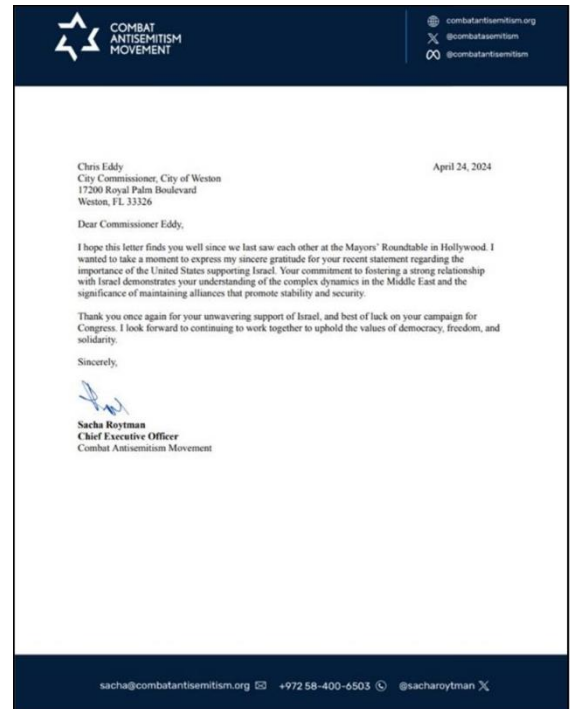 COMBAT
ANTISEMITISM
MOVEMENT
combatantisemitism.org
@combatasemitism
@combatantisemitism
Chris Eddy
April 24, 2024
City Commissioner, City of Weston
17200 Royal Palm Boulevard
Weston, FL 33326
Dear Commissioner Eddy,
I hope this letter finds you well since we last saw each other at the Mayors' Roundtable in Hollywood. I
wanted to take a moment to express my sincere gratitude for your recent statement regarding the
importance of the United States supporting Israel. Your commitment to fostering a strong relationship
with Israel demonstrates your understanding of the complex dynamics in the Middle East and the
significance of maintaining alliances that promote stability and security.
Thank you once again for your unwavering support of Israel, and best of luck on your campaign for
Congress. I look forward to continuing to work together to uphold the values of democracy, freedom, and
solidarity.
Sincerely,
Sacha Roytman
Chief Executive Officer
Combat Antisemitism Movement
sacha@combatantisemitism.org +972 58-400-6503 @sacharoytman